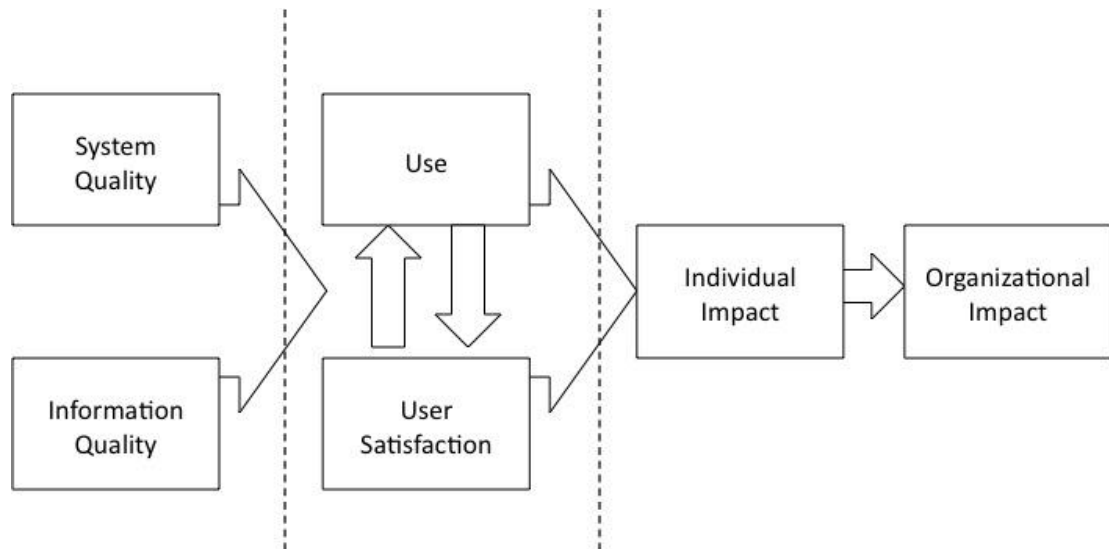 System
Quality
Use
Individual
Impact
Organizational
Impact
Information
Quality
User
Satisfaction